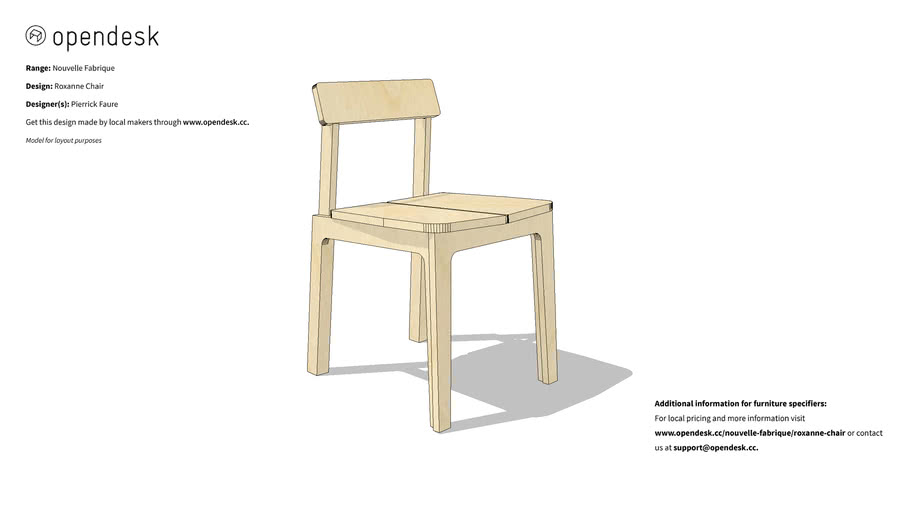 opendesk
Range: Nouvelle Fabrique
Design: Roxanne Chair
Designer(s): Pierrick Faure
Get this design made by local makers through www.opendesk.cc.
Model for layout purposes
Additional information for furniture specifiers:
For local pricing and more information visit
www.opendesk.cc/nouvelle-fabrique/roxanne-chair or contact
us at support@opendesk.cc.